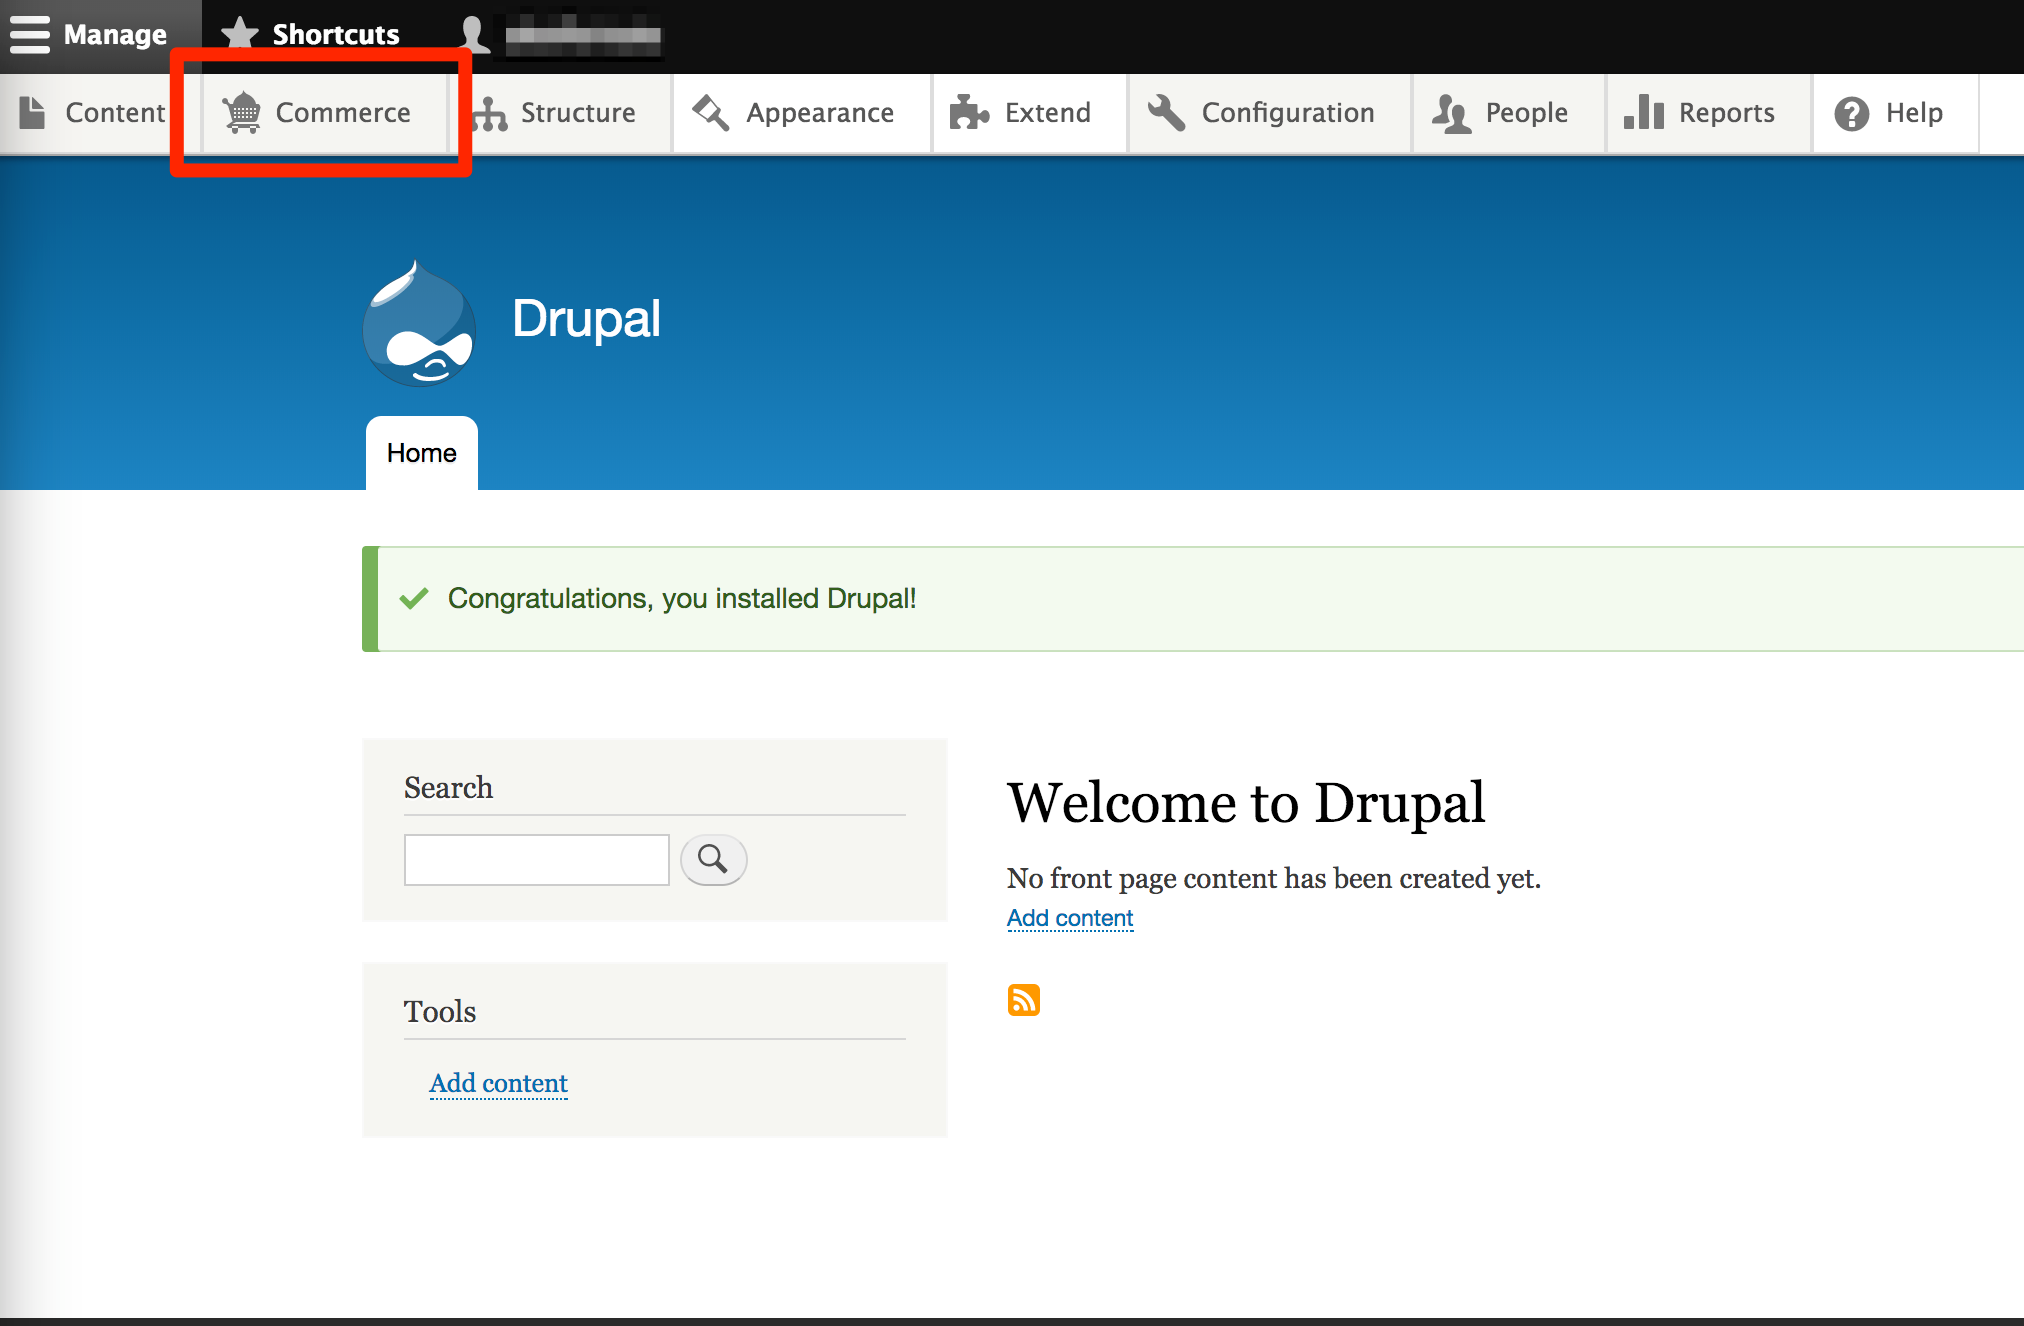 Manage Shortcuts
Content Commerce Structure Appearance Extend Configuration People Reports Help
Drupal
Home
Congratulations, you installed Drupal!
Search
Welcome to Drupal
No front page content has been created yet.
Add content
Tools
Add content